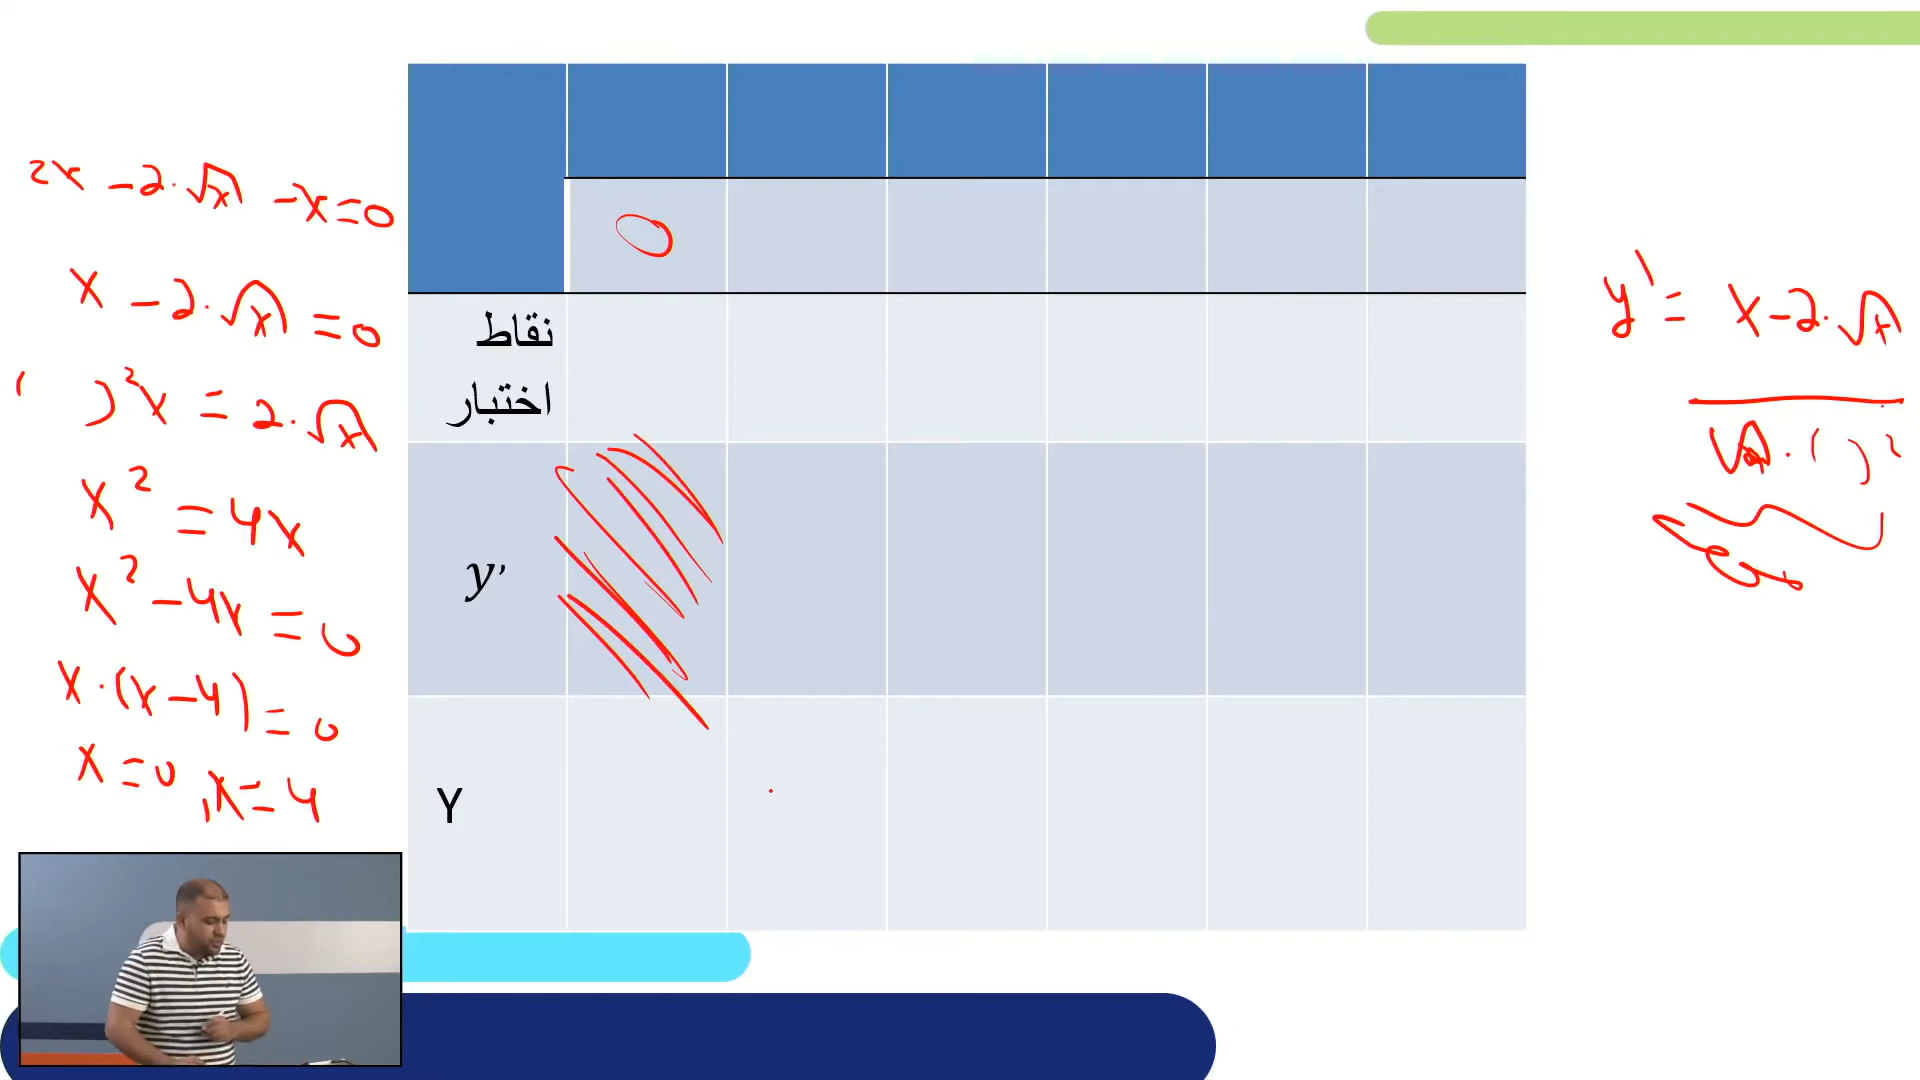 2x - 2·√x - x = 0
x - 2·√x = 0
( )² x = 2·√x
x² = 4x
x² - 4x = 0
x·(x - 4) = 0
x = 0, x = 4
0
نقاط
اختبار
y’
Y
y' = x - 2·√x